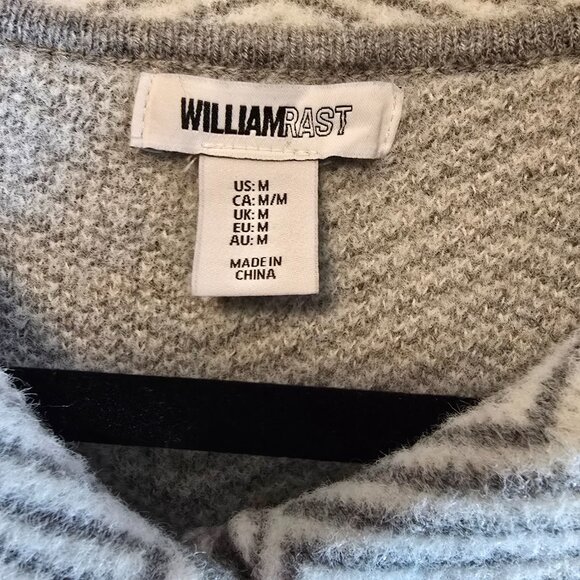 WILLIAMRAST
US: M
CA: M/M
UK: M
EU: M
AU: M
MADE IN
CHINA